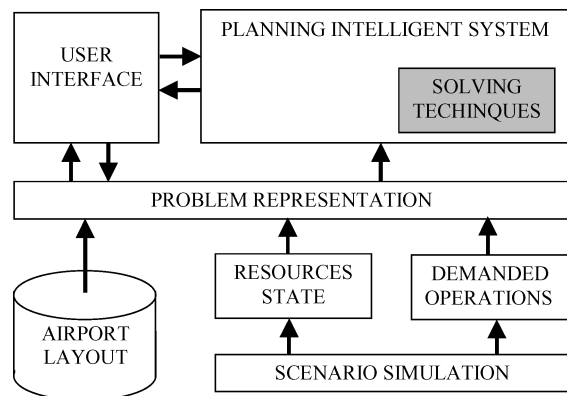 USER
INTERFACE
PLANNING INTELLIGENT SYSTEM
SOLVING
TECHINQUES
PROBLEM REPRESENTATION
RESOURCES
STATE
DEMANDED
OPERATIONS
AIRPORT
LAYOUT
SCENARIO SIMULATION